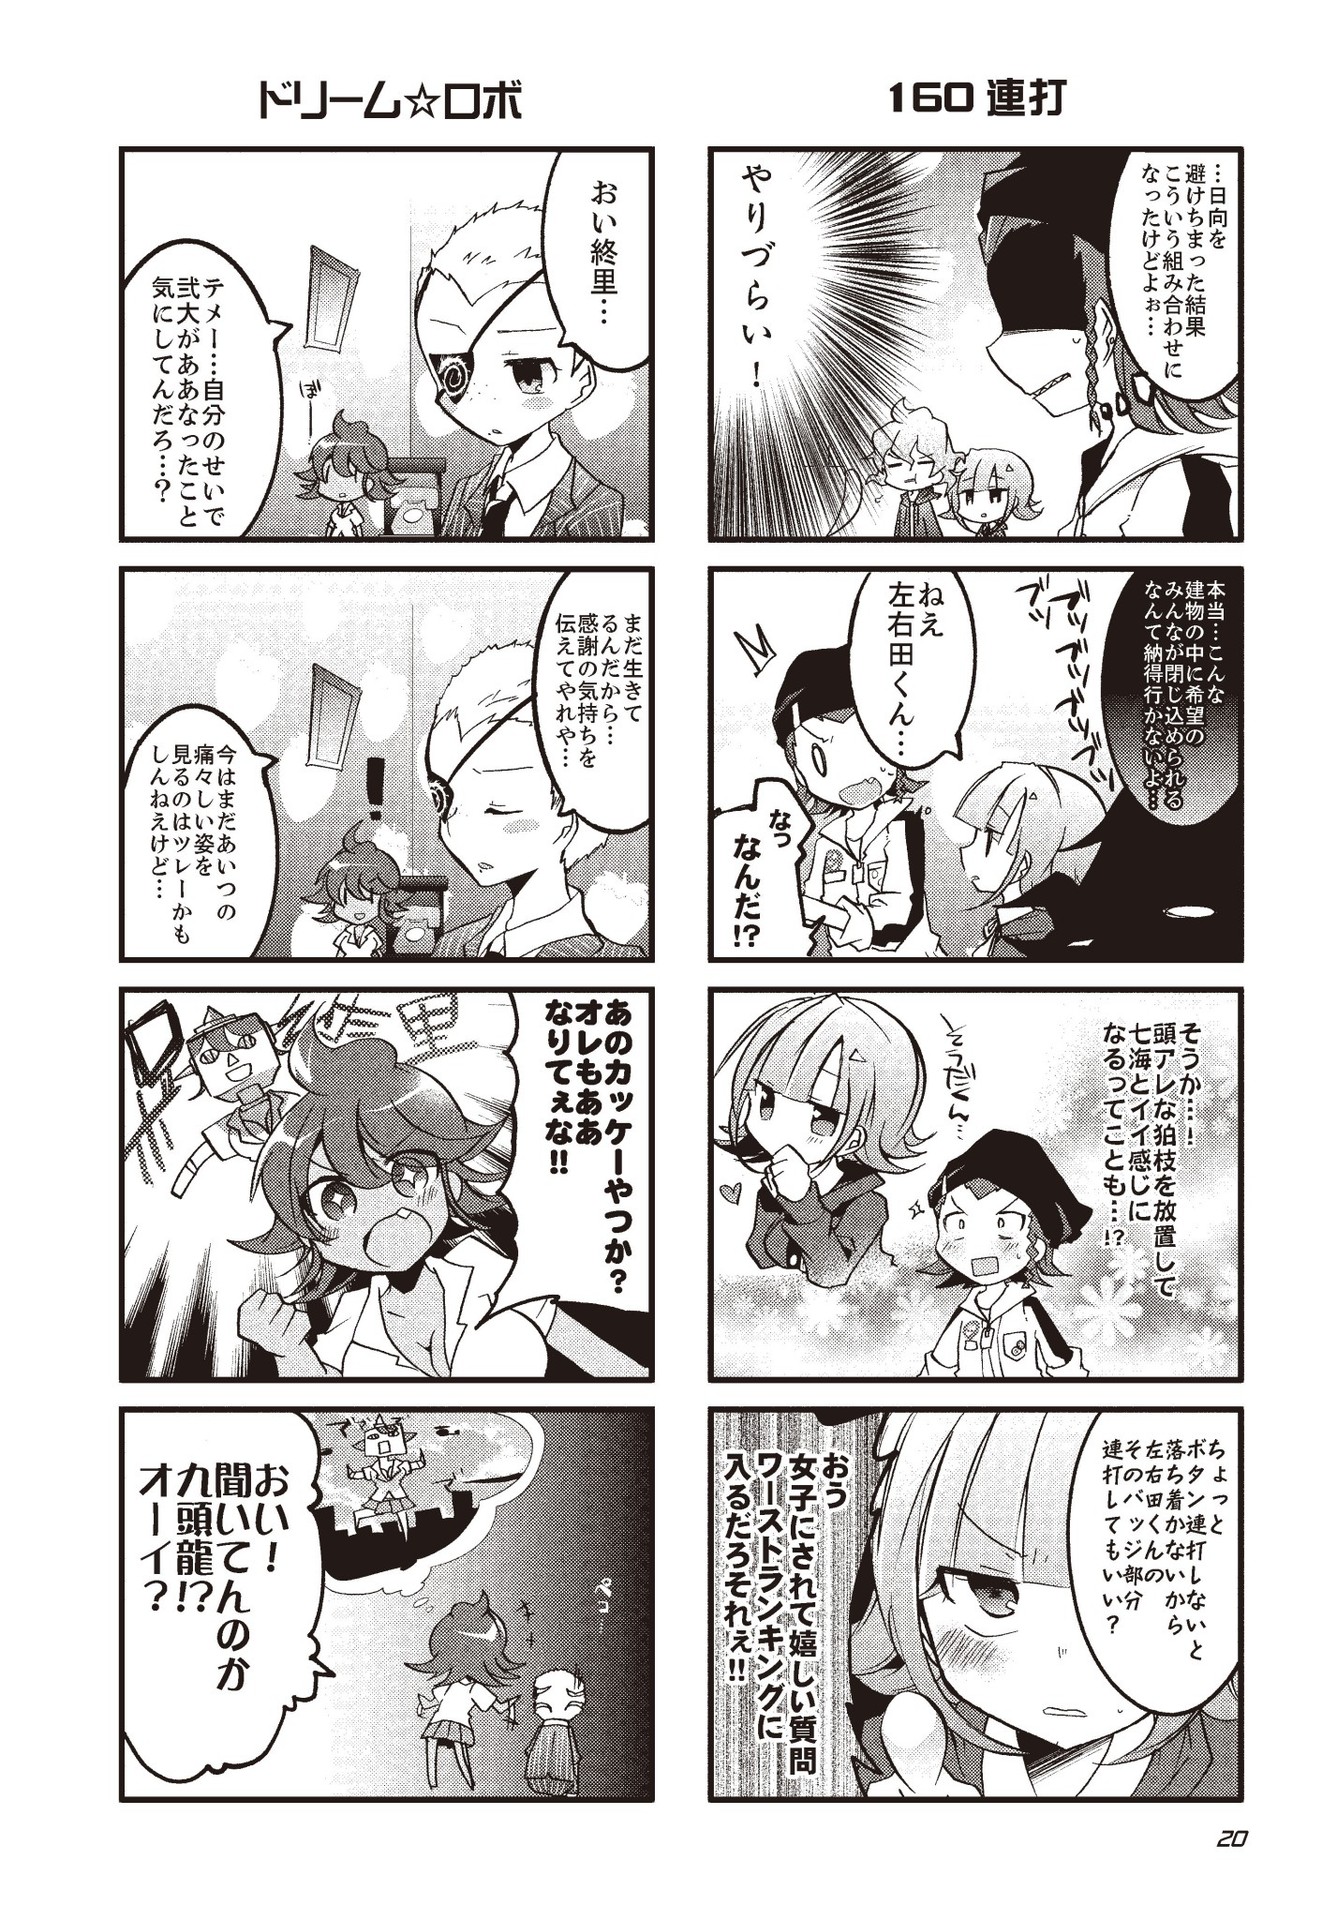 160 連打
…日向を
避けちまった結果
こういう組み合わせに
なったけどよぉ…
やりづらい！
本当…こんな
建物の中に希望の
みんなが閉じ込められる
なんて納得行かないよ…
ブツ
ブツ
ねえ
左右田くん…
なっ
なんだ!?
そうか…！
頭アレな狛枝を放置して
七海とイイ感じに
なるってことも…!?
そうだくん…
ちょっと
ボタン連打しないと
落ち着かないから
左右田くんの
そのバッジ部分
連打してもいい？
おう
女子にされて嬉しい質問
ワーストランキングに
入るだろそれぇ!!
ドリーム☆ロボ
おい終里…
テメー…自分のせいで
弐大がああなったこと
気にしてんだろ…？
ぼー
まだ生きて
るんだから…
感謝の気持ちを
伝えてやれや…
今はまだあいつの
痛々しい姿を
見るのはツレーかも
しんねえけど…
！
あのカッケーやつか？
オレもああ
なりてぇな!!
おい！
聞いてんのか
九頭龍!?
オーイ？
20